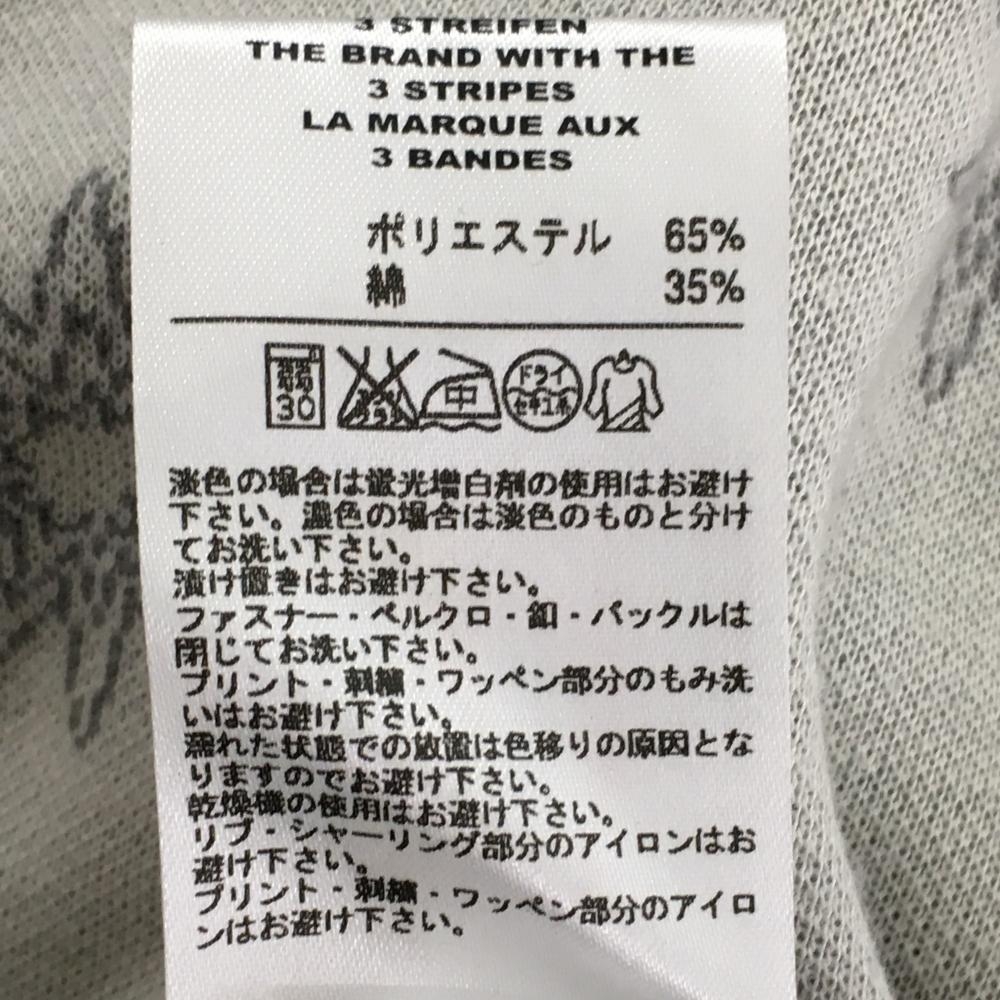 3 STREIFEN
THE BRAND WITH THE
3 STRIPES
LA MARQUE AUX
3 BANDES
ポリエステル 65%
綿 35%
30 中 ドライ
淡色の場合は蛍光増白剤の使用はお避け
下さい。濃色の場合は淡色のものと分け
てお洗い下さい。
漬け置きはお避け下さい。
ファスナー・ベルクロ・釦・バックルは
閉じてお洗い下さい。
プリント・刺繍・ワッペン部分のもみ洗
いはお避け下さい。
濡れた状態での放置は色移りの原因とな
りますのでお避け下さい。
乾燥機の使用はお避け下さい。
リブ・シャーリング部分のアイロンはお
避け下さい。
プリント・刺繍・ワッペン部分のアイロ
ンはお避け下さい。